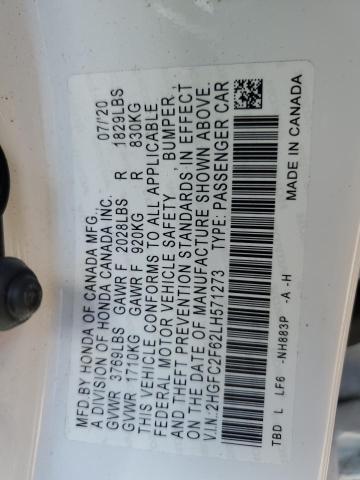 MFD.BY HONDA OF CANADA MFG., 07/'20
A DIVISION OF HONDA CANADA INC.
GVWR 3769LBS GAWR F 2028LBS R 1829LBS
GVWR 1710KG GAWR F 920KG R 830KG
THIS VEHICLE CONFORMS TO ALL APPLICABLE
FEDERAL MOTOR VEHICLE SAFETY, BUMPER,
AND THEFT PREVENTION STANDARDS IN EFFECT
ON THE DATE OF MANUFACTURE SHOWN ABOVE.
V.I.N.:2HGFC2F62LH571273 TYPE: PASSENGER CAR
TBD L LF6 -NH883P -A -H MADE IN CANADA